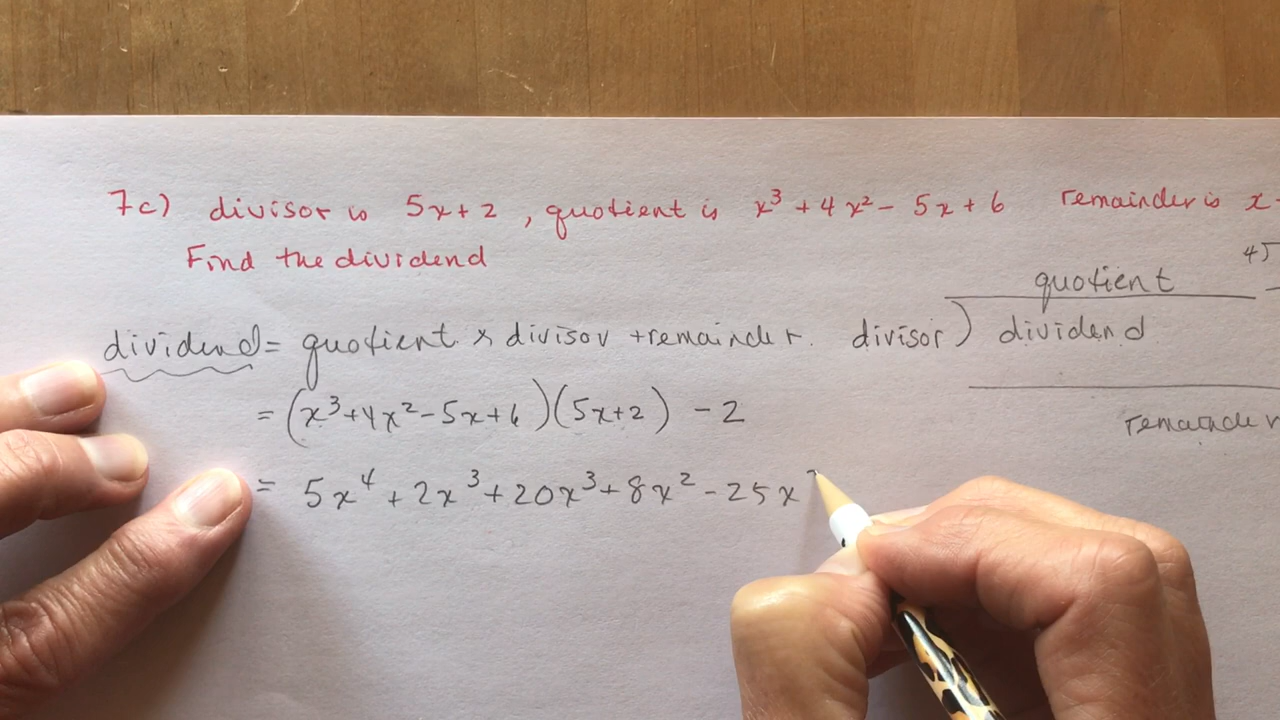 7c) divisor is 5x+2 , quotient is x³ + 4x² - 5x + 6 remainder is x-
Find the dividend
4)
quotient
dividend = quotient x divisor + remainder. divisor) dividend
= (x³+4x²-5x+6)(5x+2) - 2
remainder
= 5x⁴ + 2x³ + 20x³ + 8x² - 25x